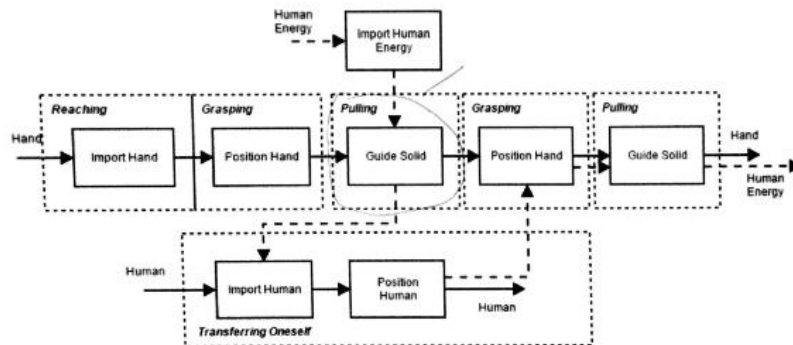 Human
Energy
Import Human
Energy
Reaching
Grasping
Pulling
Grasping
Pulling
Hand
Import Hand
Position Hand
Guide Solid
Position Hand
Guide Solid
Hand
Human
Energy
Human
Import Human
Position
Human
Human
Transferring Oneself